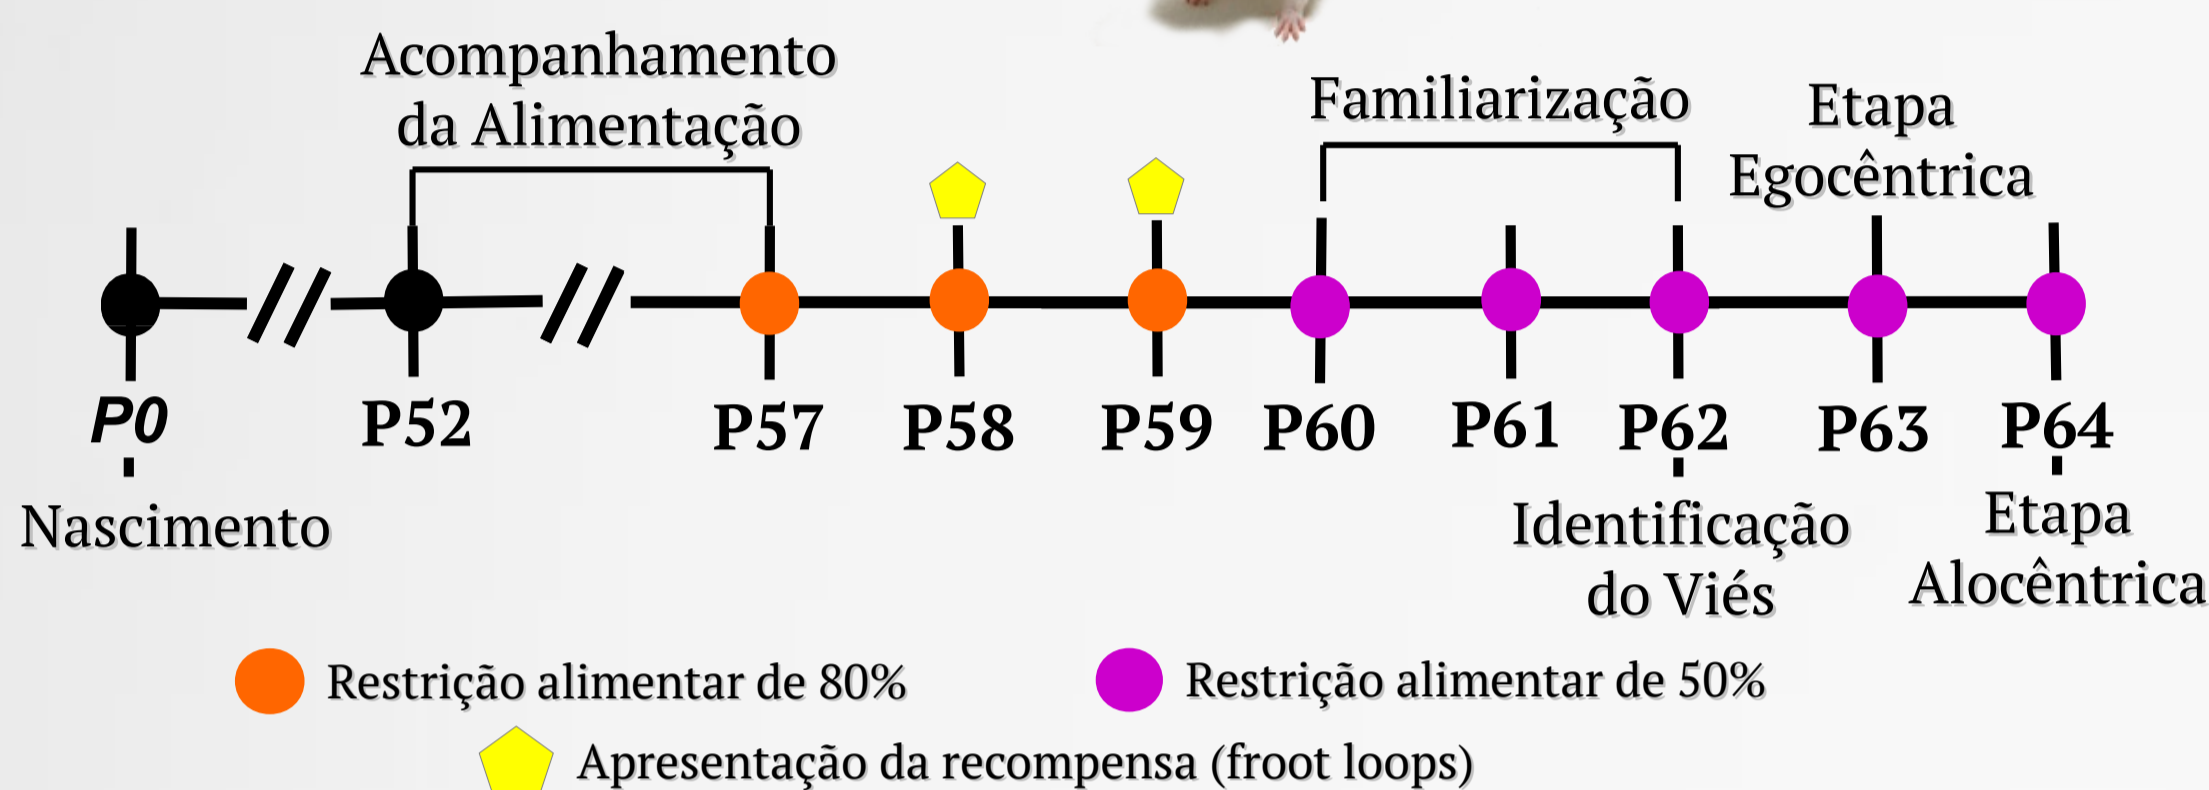 Acompanhamento
da Alimentação
Familiarização
Etapa
Egocêntrica
P0
P52
P57
P58
P59
P60
P61
P62
P63
P64
Nascimento
Identificação
do Viés
Etapa
Alocêntrica
Restrição alimentar de 80%
Restrição alimentar de 50%
Apresentação da recompensa (froot loops)